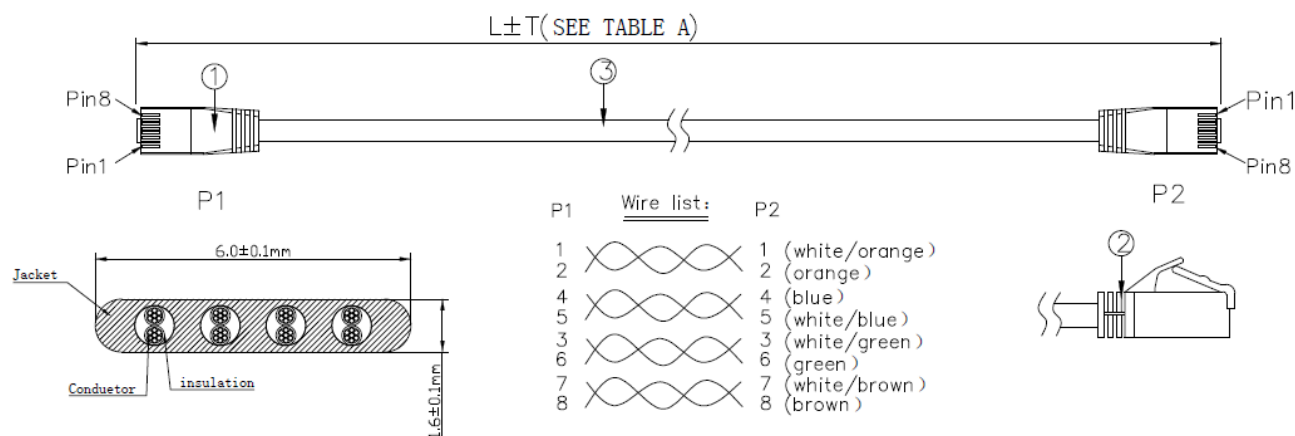 L±T(SEE TABLE A)
1
3
Pin8
Pin1
Pin1
Pin8
P1
P2
P1 Wire list: P2
1 1 (white/orange)
2 2 (orange)
4 4 (blue)
5 5 (white/blue)
3 3 (white/green)
6 6 (green)
7 7 (white/brown)
8 8 (brown)
6.0±0.1mm
Jacket
Conduetor
insulation
1.6±0.1mm
2